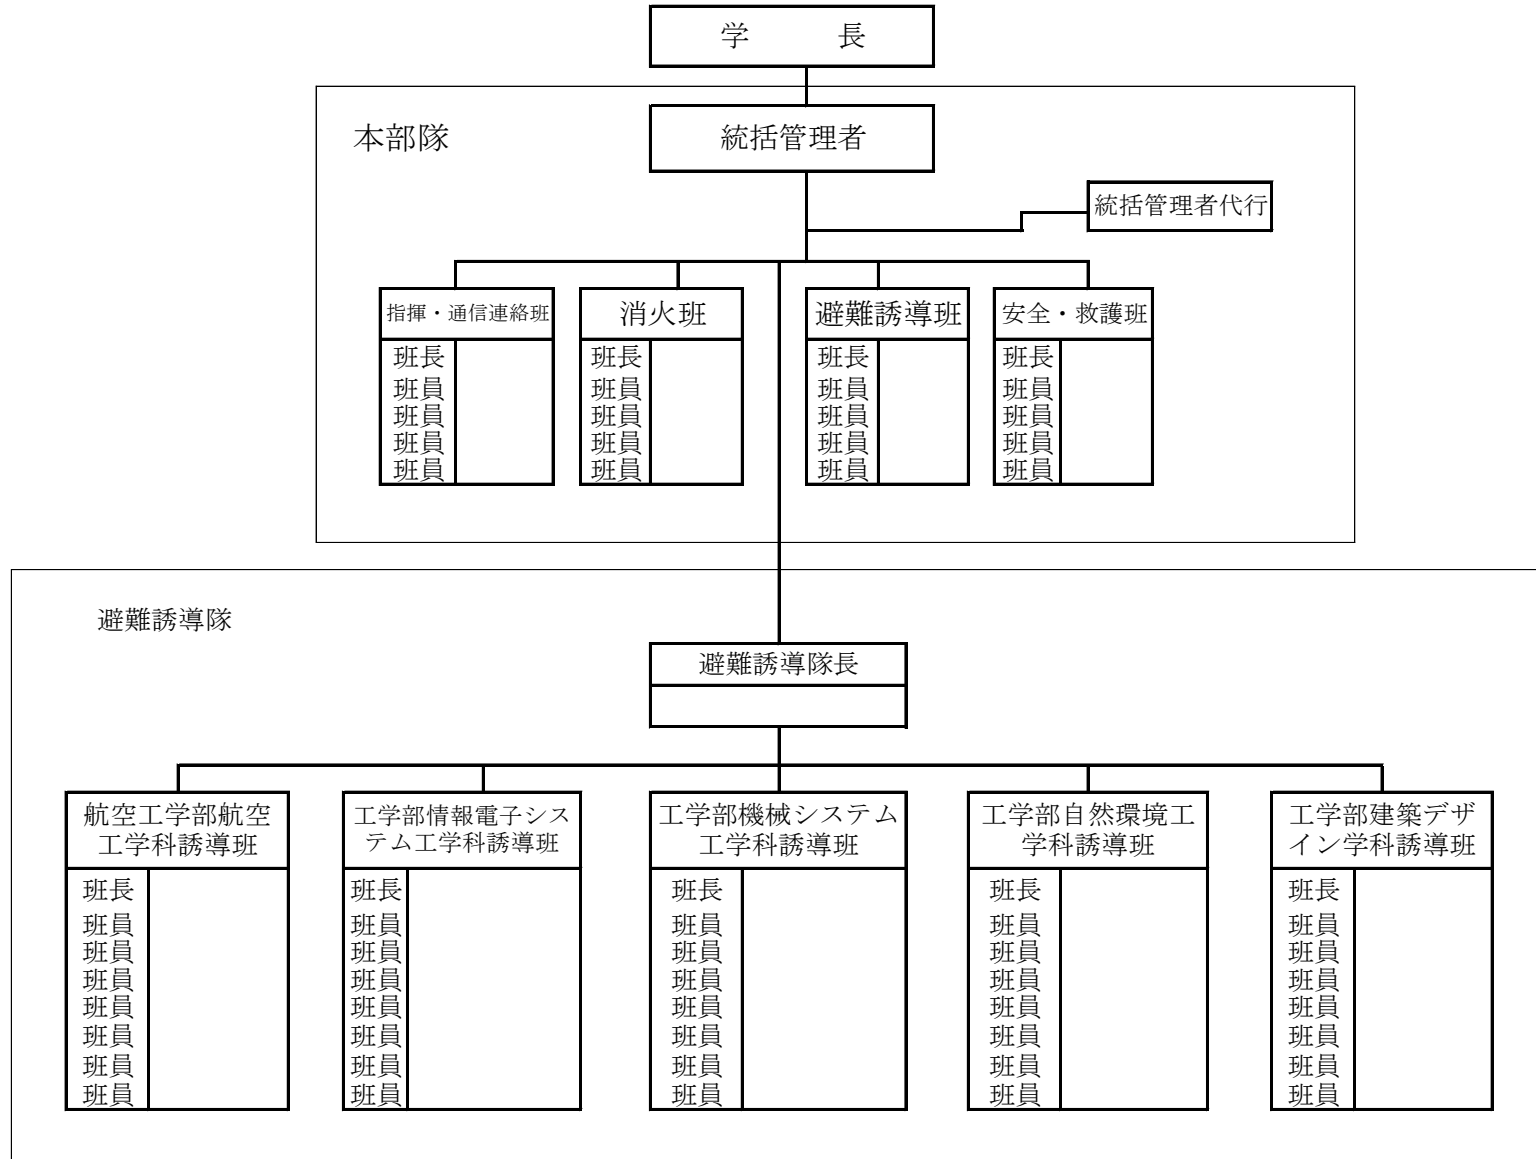 学　　　長
本部隊
統括管理者
統括管理者代行
指揮・通信連絡班
班長
班員
班員
班員
班員
消火班
班長
班員
班員
班員
班員
避難誘導班
班長
班員
班員
班員
班員
安全・救護班
班長
班員
班員
班員
班員
避難誘導隊
避難誘導隊長
航空工学部航空
工学科誘導班
班長
班員
班員
班員
班員
班員
班員
班員
工学部情報電子シス
テム工学科誘導班
班長
班員
班員
班員
班員
班員
班員
班員
工学部機械システム
工学科誘導班
班長
班員
班員
班員
班員
班員
班員
班員
工学部自然環境工
学科誘導班
班長
班員
班員
班員
班員
班員
班員
班員
工学部建築デザ
イン学科誘導班
班長
班員
班員
班員
班員
班員
班員
班員